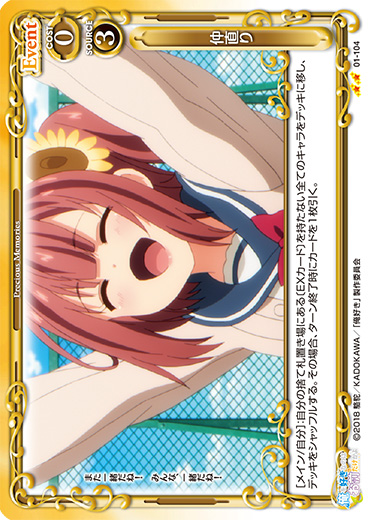 Event
COST
0
SOURCE
3
仲直り
01-104
Precious Memories
また一緒だね！
みんな、一緒だね！
[メイン/自分]:自分の捨て札置き場にある〔EXカード〕を持たない全てのキャラをデッキに移し、
デッキをシャッフルする。その場合、ターン終了時にカードを1枚引く。
©2018 駱駝/KADOKAWA/「俺好き」製作委員会